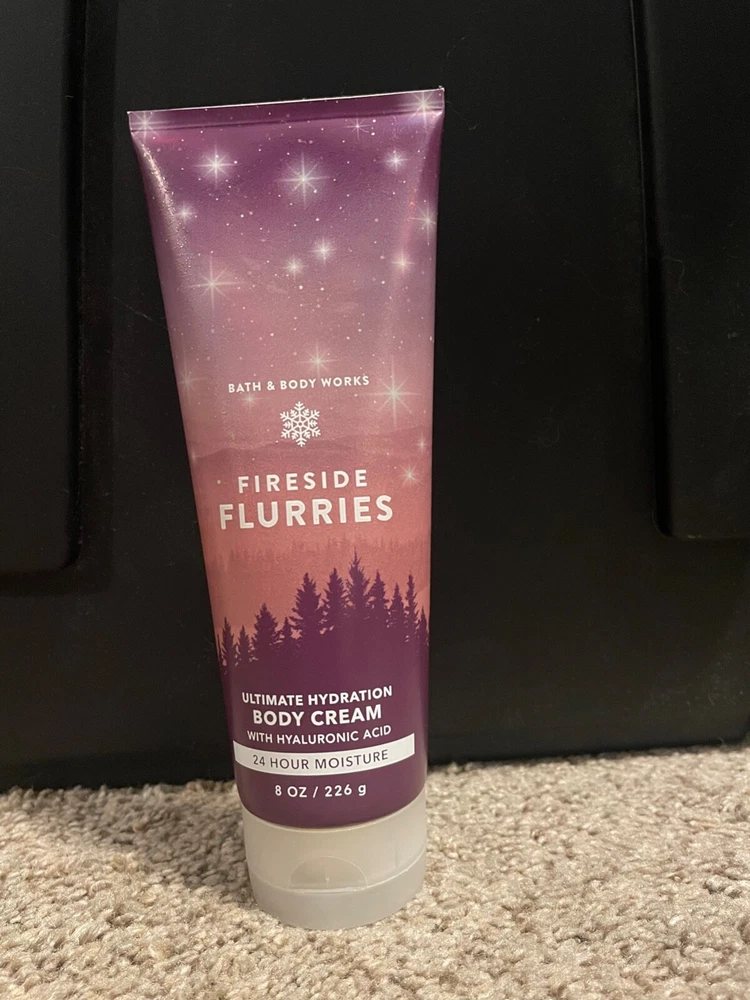 BATH & BODY WORKS
FIRESIDE
FLURRIES
ULTIMATE HYDRATION
BODY CREAM
WITH HYALURONIC ACID
24 HOUR MOISTURE
8 OZ / 226 g